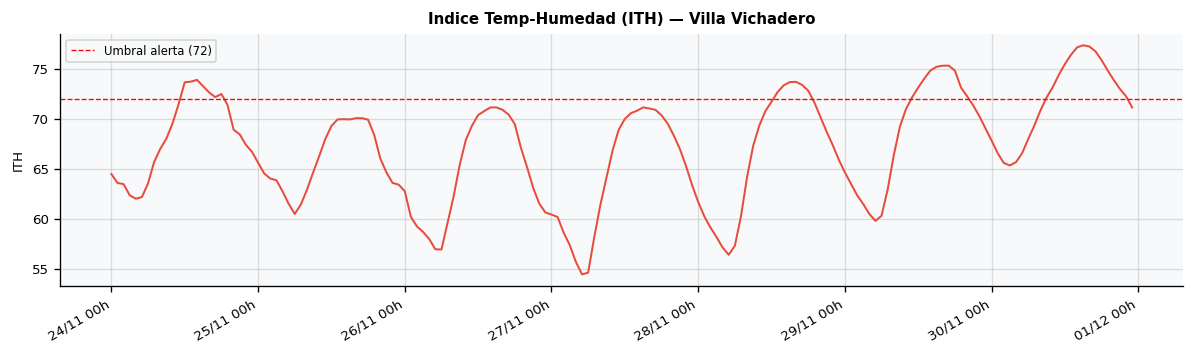 Indice Temp-Humedad (ITH) — Villa Vichadero
Umbral alerta (72)
ITH
75
70
65
60
55
24/11 00h
25/11 00h
26/11 00h
27/11 00h
28/11 00h
29/11 00h
30/11 00h
01/12 00h